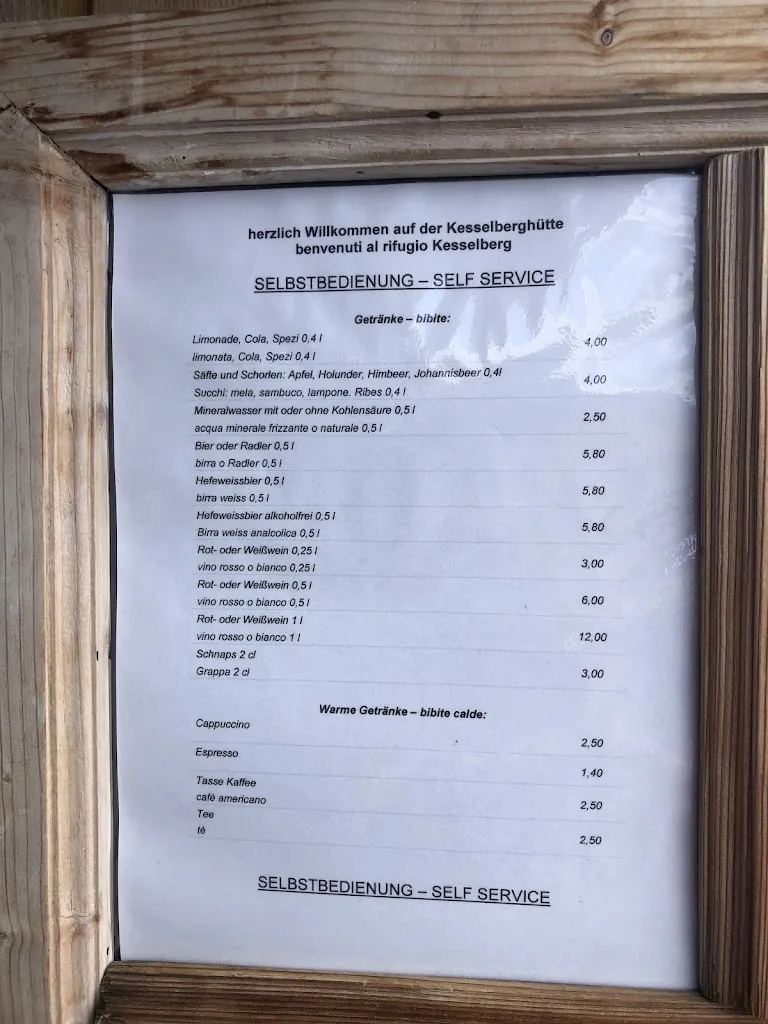 herzlich Willkommen auf der Kesselberghütte
benvenuti al rifugio Kesselberg
SELBSTBEDIENUNG – SELF SERVICE
Getränke – bibite:
Limonade, Cola, Spezi 0,4 l
limonata, Cola, Spezi 0,4 l 4,00
Säfte und Schorlen: Apfel, Holunder, Himbeer, Johannisbeer 0,4l
Succhi: mela, sambuco, lampone. Ribes 0,4 l 4,00
Mineralwasser mit oder ohne Kohlensäure 0,5 l
acqua minerale frizzante o naturale 0,5 l 2,50
Bier oder Radler 0,5 l
birra o Radler 0,5 l 5,80
Hefeweissbier 0,5 l
birra weiss 0,5 l 5,80
Hefeweissbier alkoholfrei 0,5 l
Birra weiss analcolica 0,5 l 5,80
Rot- oder Weißwein 0,25 l
vino rosso o bianco 0,25 l 3,00
Rot- oder Weißwein 0,5 l
vino rosso o bianco 0,5 l 6,00
Rot- oder Weißwein 1 l
vino rosso o bianco 1 l 12,00
Schnaps 2 cl
Grappa 2 cl 3,00
Warme Getränke – bibite calde:
Cappuccino 2,50
Espresso 1,40
Tasse Kaffee
cafè americano 2,50
Tee
tè 2,50
SELBSTBEDIENUNG – SELF SERVICE